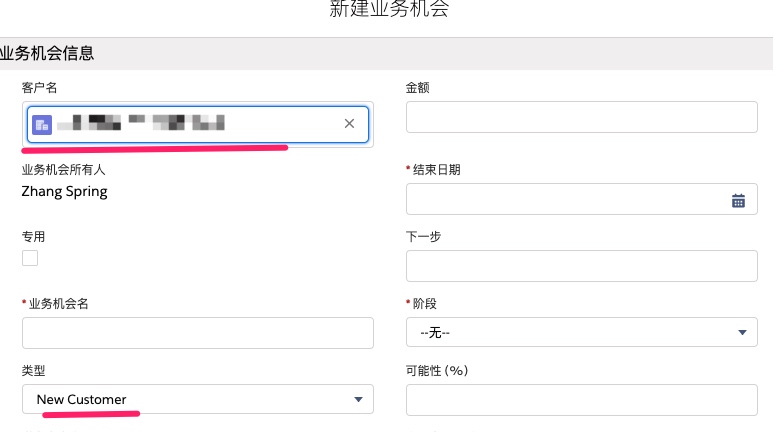 新建业务机会
业务机会信息
客户名
金额
业务机会所有人
Zhang Spring
*结束日期
专用
下一步
*业务机会名
*阶段
--无--
类型
New Customer
可能性 (%)